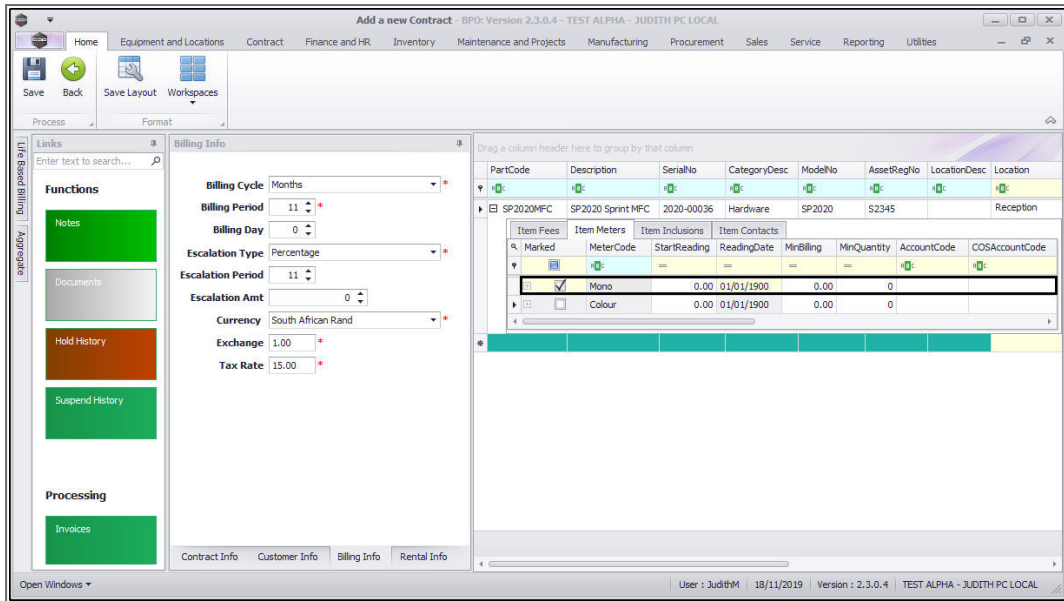 Add a new Contract - BPO: Version 2.3.0.4 - TEST ALPHA - JUDITH PC LOCAL
Home Equipment and Locations Contract Finance and HR Inventory Maintenance and Projects Manufacturing Procurement Sales Service Reporting Utilities
Save Back Save Layout Workspaces
Process Format
Life Based Billing
Aggregate
Links
Enter text to search...
Functions
Notes
Documents
Hold History
Suspend History
Processing
Invoices
Billing Info
Billing Cycle Months *
Billing Period 11 *
Billing Day 0
Escalation Type Percentage *
Escalation Period 11
Escalation Amt 0
Currency South African Rand *
Exchange 1.00 *
Tax Rate 15.00 *
Contract Info Customer Info Billing Info Rental Info
Drag a column header here to group by that column
PartCode Description SerialNo CategoryDesc ModelNo AssetRegNo LocationDesc Location
SP2020MFC SP2020 Sprint MFC 2020-00036 Hardware SP2020 S2345 Reception
Item Fees Item Meters Item Inclusions Item Contacts
Marked MeterCode StartReading ReadingDate MinBilling MinQuantity AccountCode COSAccountCode
= = = =
Mono 0.00 01/01/1900 0.00 0
Colour 0.00 01/01/1900 0.00 0
Open Windows
User : JudithM 18/11/2019 Version : 2.3.0.4 TEST ALPHA - JUDITH PC LOCAL